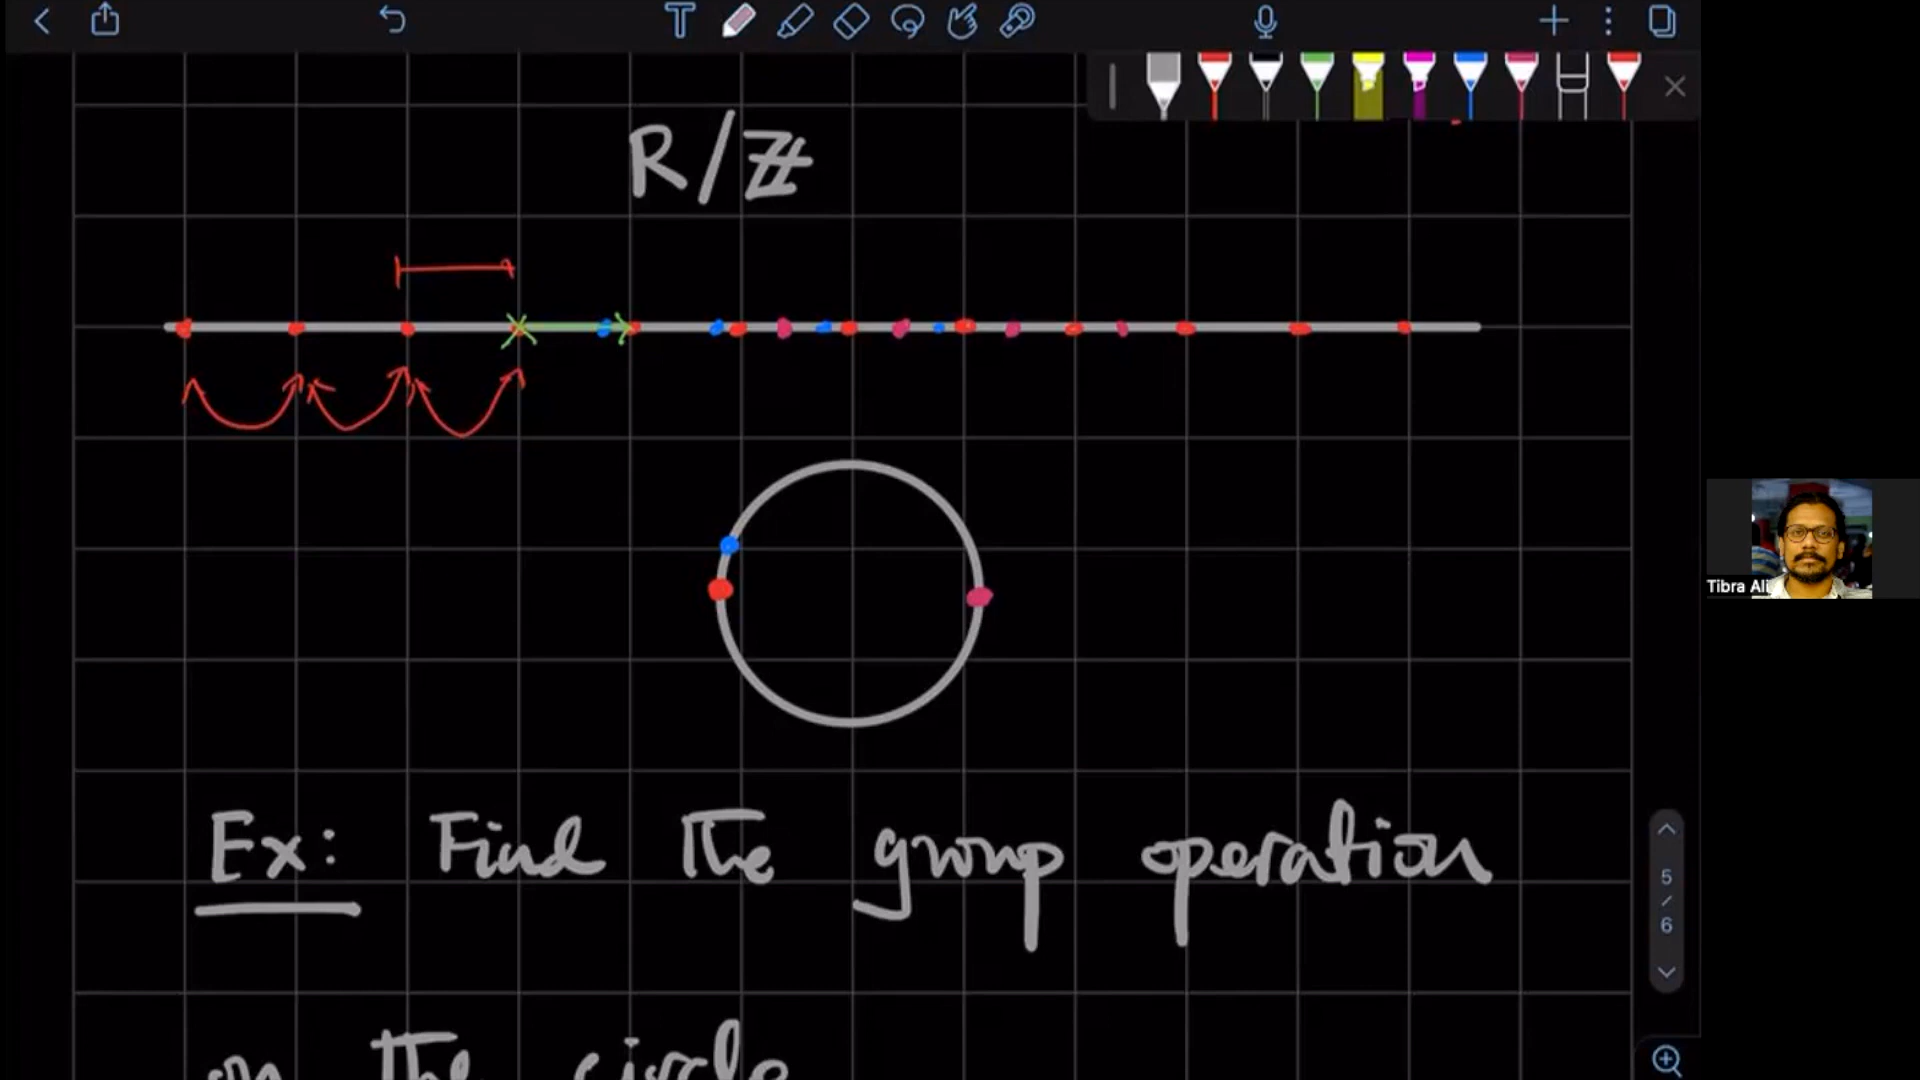 R/ℤ
Tibra Ali
Ex: Find the group operation
5
/
6
on the circle